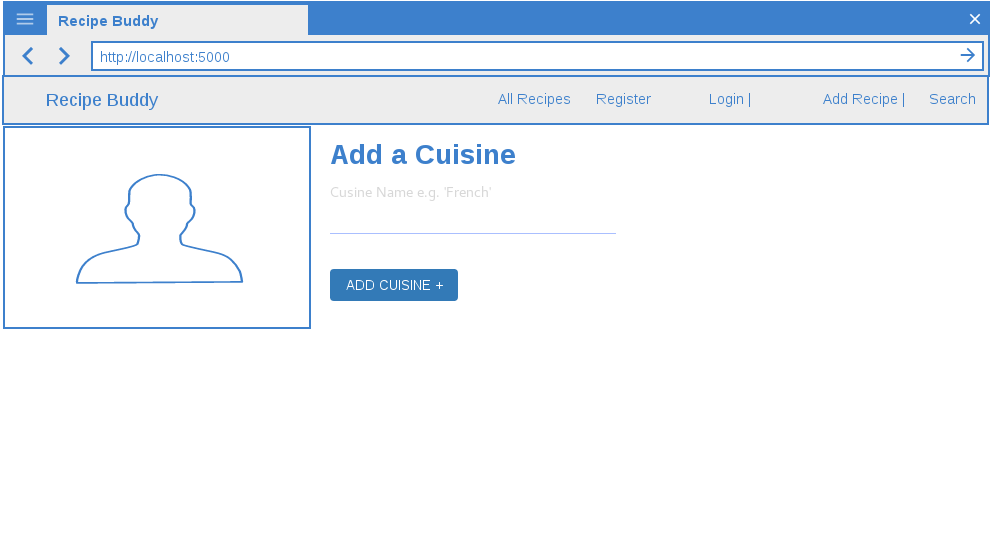 Recipe Buddy
http://localhost:5000
Recipe Buddy All Recipes Register Login | Add Recipe | Search
Add a Cuisine
Cusine Name e.g. 'French'
ADD CUISINE +